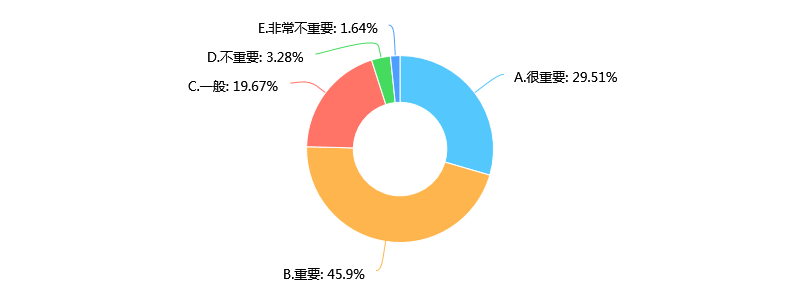 E.非常不重要: 1.64%
D.不重要: 3.28%
A.很重要: 29.51%
C.一般: 19.67%
B.重要: 45.9%